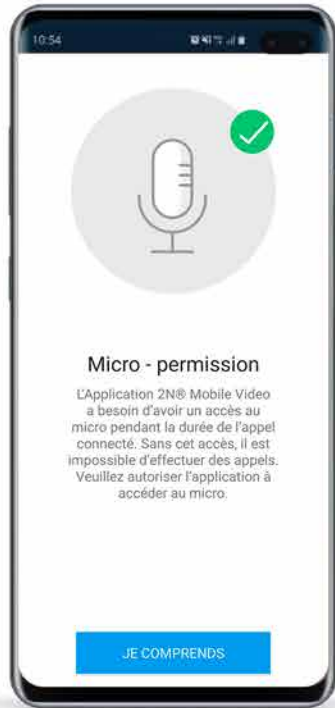 10:54
Micro - permission
L'Application 2N® Mobile Video
a besoin d'avoir un accès au
micro pendant la durée de l'appel
connecté. Sans cet accès, il est
impossible d'effectuer des appels.
Veuillez autoriser l'application à
accéder au micro.
JE COMPRENDS